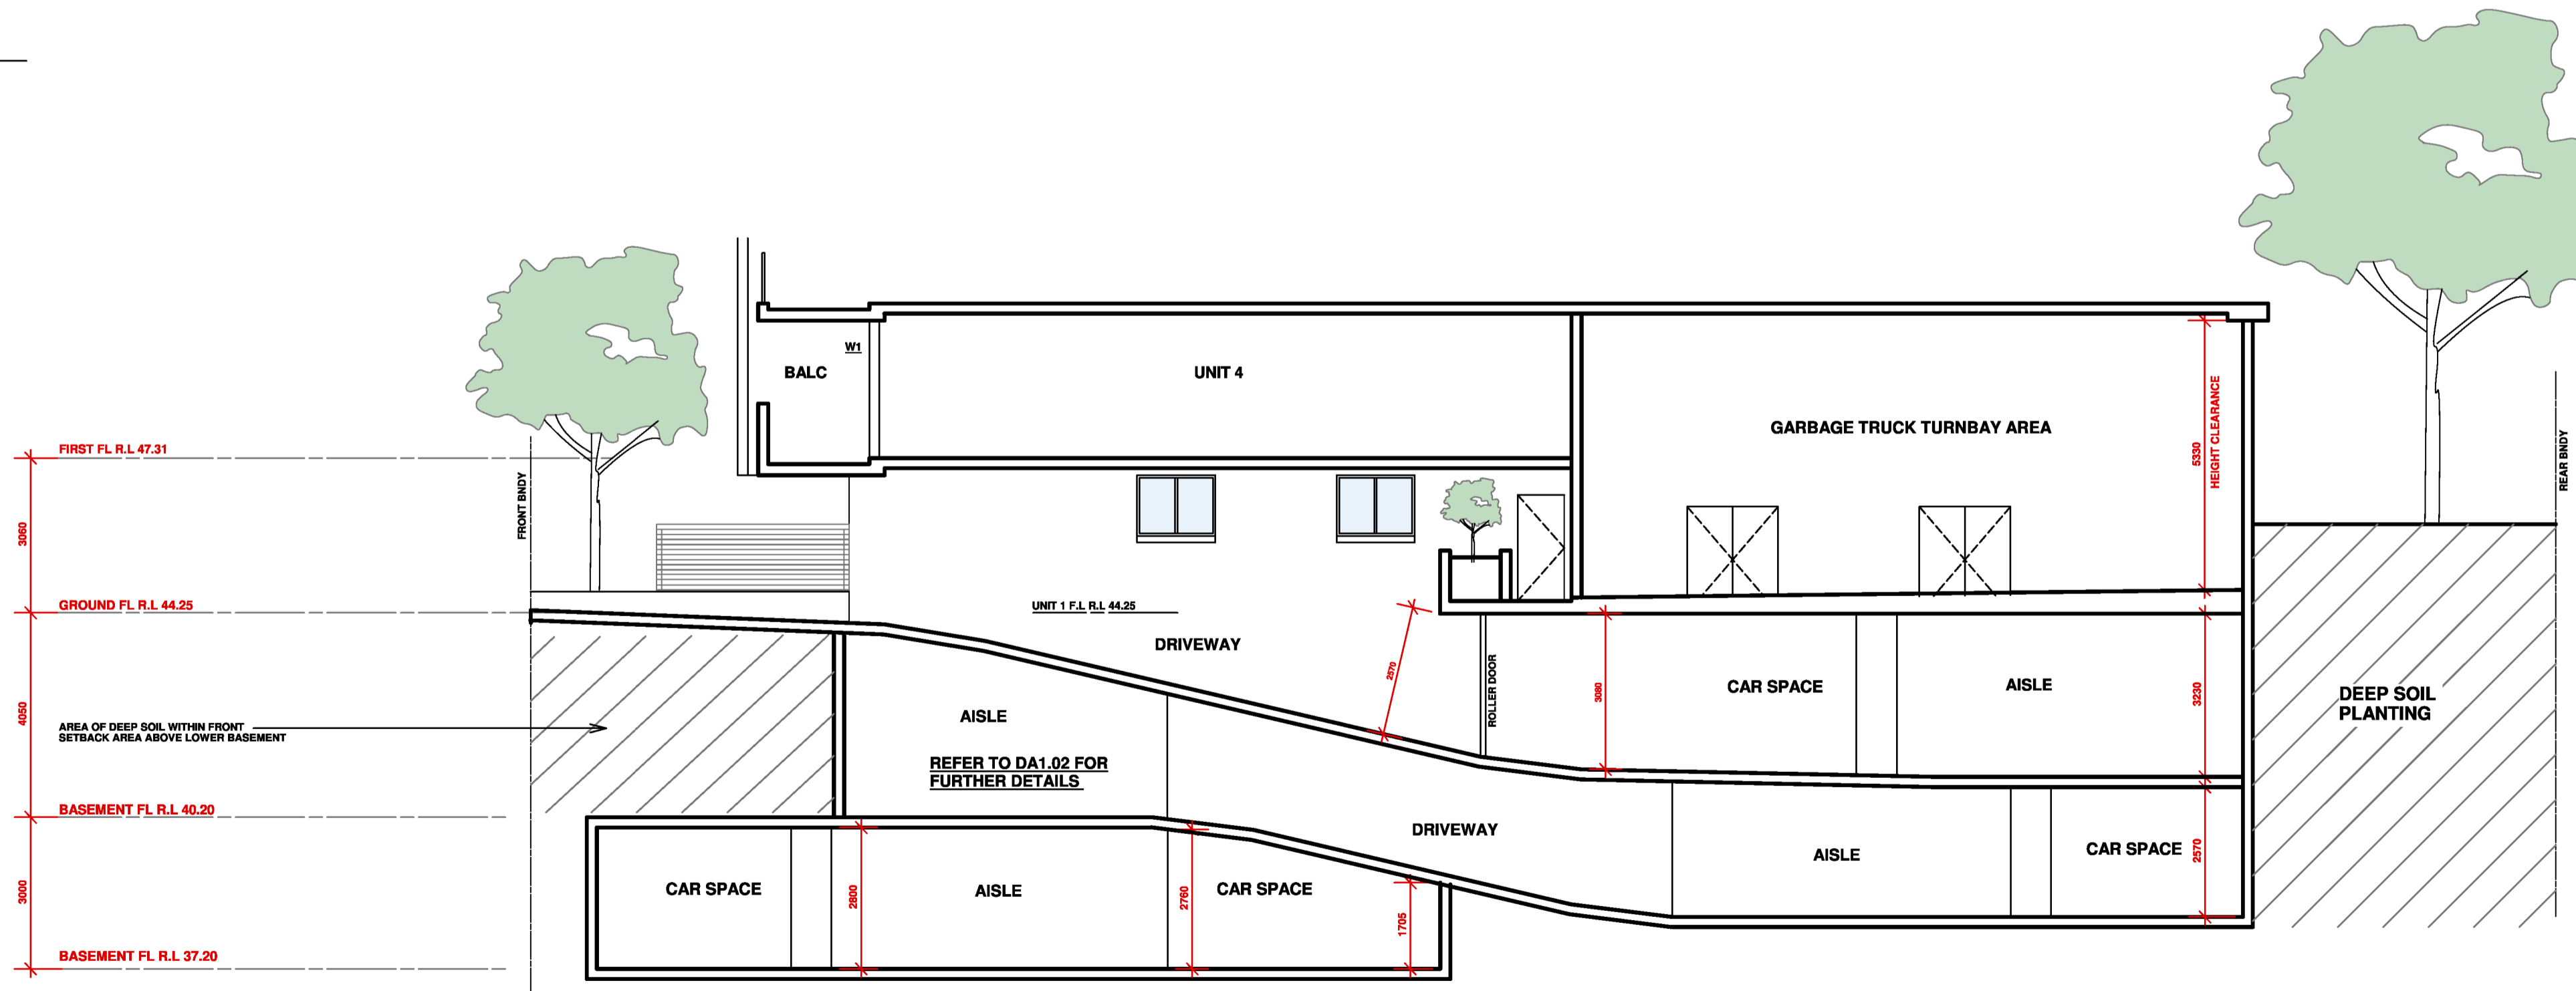 W1
BALC
UNIT 4
GARBAGE TRUCK TURNBAY AREA
5330
HEIGHT CLEARANCE
FIRST FL R.L 47.31
FRONT BNDY
REAR BNDY
3060
GROUND FL R.L 44.25
UNIT 1 F.L R.L 44.25
DRIVEWAY
2570
ROLLER DOOR
3080
CAR SPACE
AISLE
3230
DEEP SOIL
PLANTING
4050
AREA OF DEEP SOIL WITHIN FRONT
SETBACK AREA ABOVE LOWER BASEMENT
AISLE
REFER TO DA1.02 FOR
FURTHER DETAILS
BASEMENT FL R.L 40.20
DRIVEWAY
AISLE
CAR SPACE
2570
3000
CAR SPACE
2800
AISLE
2760
CAR SPACE
1705
BASEMENT FL R.L 37.20